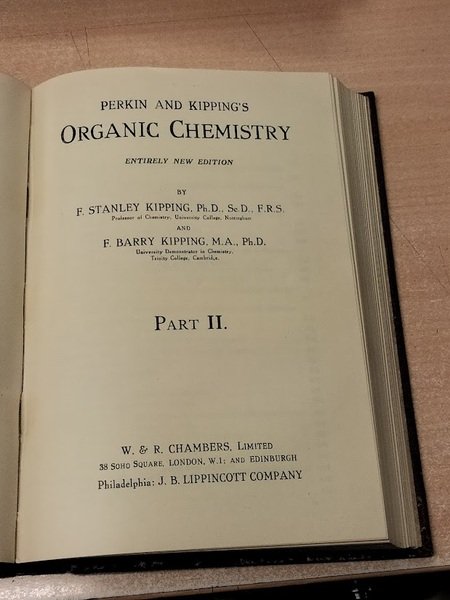 PERKIN AND KIPPING'S
ORGANIC CHEMISTRY
ENTIRELY NEW EDITION
BY
F. STANLEY KIPPING, Ph.D., Sc.D., F.R.S.
Professor of Chemistry, University College, Nottingham
AND
F. BARRY KIPPING, M.A., Ph.D.
University Demonstrator in Chemistry,
Trinity College, Cambridge.
PART II.
W. & R. CHAMBERS, LIMITED
38 SOHO SQUARE, LONDON, W.1; AND EDINBURGH
Philadelphia: J. B. LIPPINCOTT COMPANY